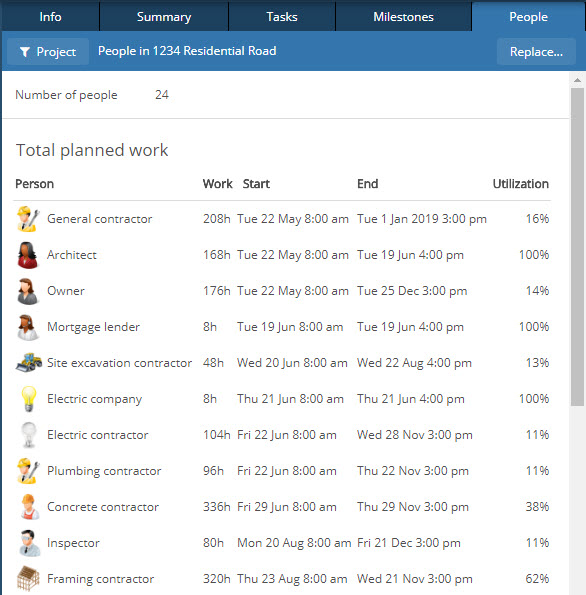 Info Summary Tasks Milestones People
Project People in 1234 Residential Road Replace...
Number of people 24
Total planned work
Person Work Start End Utilization
General contractor 208h Tue 22 May 8:00 am Tue 1 Jan 2019 3:00 pm 16%
Architect 168h Tue 22 May 8:00 am Tue 19 Jun 4:00 pm 100%
Owner 176h Tue 22 May 8:00 am Tue 25 Dec 3:00 pm 14%
Mortgage lender 8h Tue 19 Jun 8:00 am Tue 19 Jun 4:00 pm 100%
Site excavation contractor 48h Wed 20 Jun 8:00 am Wed 22 Aug 4:00 pm 13%
Electric company 8h Thu 21 Jun 8:00 am Thu 21 Jun 4:00 pm 100%
Electric contractor 104h Fri 22 Jun 8:00 am Wed 28 Nov 3:00 pm 11%
Plumbing contractor 96h Fri 22 Jun 8:00 am Thu 22 Nov 3:00 pm 11%
Concrete contractor 336h Fri 29 Jun 8:00 am Thu 29 Nov 3:00 pm 38%
Inspector 80h Mon 20 Aug 8:00 am Fri 21 Dec 3:00 pm 11%
Framing contractor 320h Thu 23 Aug 8:00 am Wed 21 Nov 3:00 pm 62%